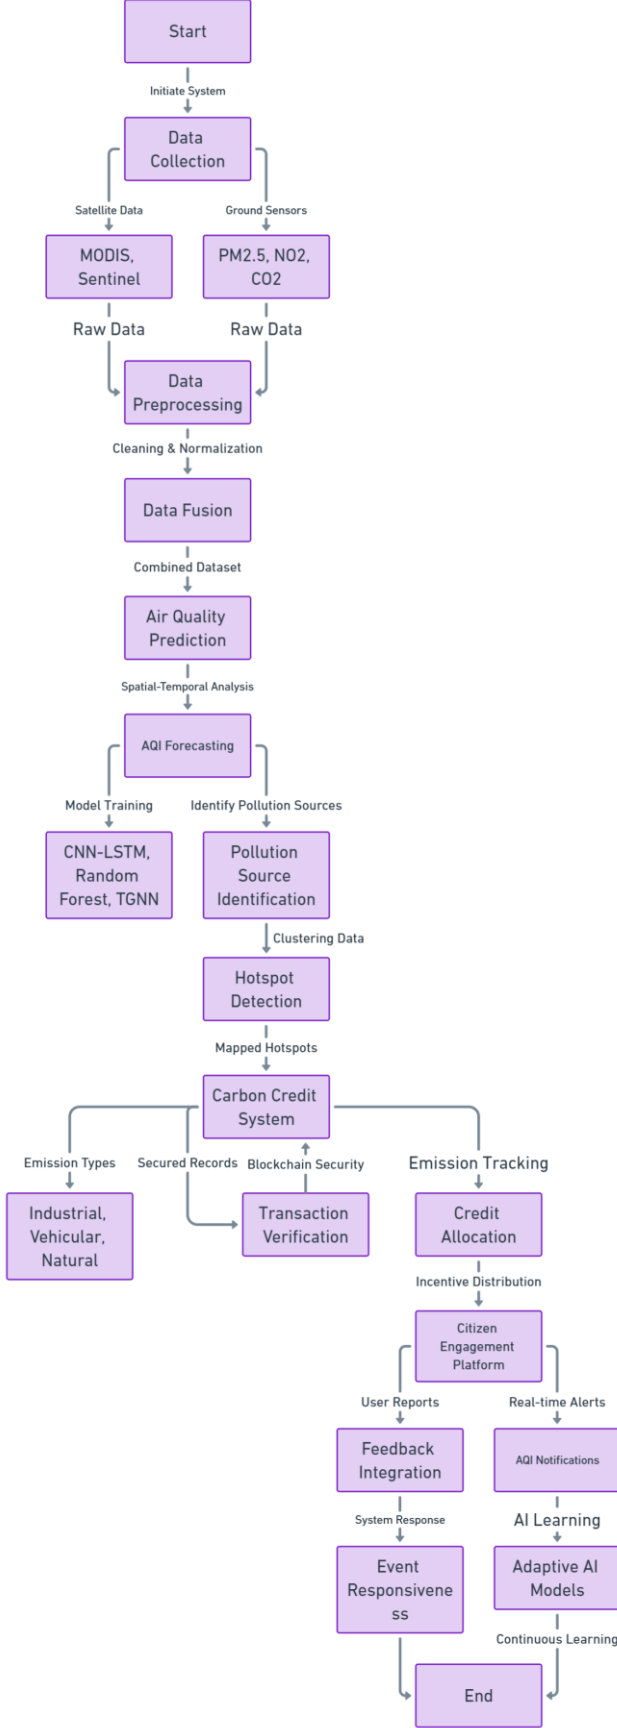 Start
Initiate System
Data
Collection
Satellite Data
Ground Sensors
MODIS,
Sentinel
PM2.5, NO2,
CO2
Raw Data
Raw Data
Data
Preprocessing
Cleaning & Normalization
Data Fusion
Combined Dataset
Air Quality
Prediction
Spatial-Temporal Analysis
AQI Forecasting
Model Training
Identify Pollution Sources
CNN-LSTM,
Random
Forest, TGNN
Pollution
Source
Identification
Clustering Data
Hotspot
Detection
Mapped Hotspots
Carbon Credit
System
Emission Types
Secured Records
Blockchain Security
Emission Tracking
Industrial,
Vehicular,
Natural
Transaction
Verification
Credit
Allocation
Incentive Distribution
Citizen
Engagement
Platform
User Reports
Real-time Alerts
Feedback
Integration
AQI Notifications
System Response
AI Learning
Event
Responsivene
ss
Adaptive AI
Models
Continuous Learning
End